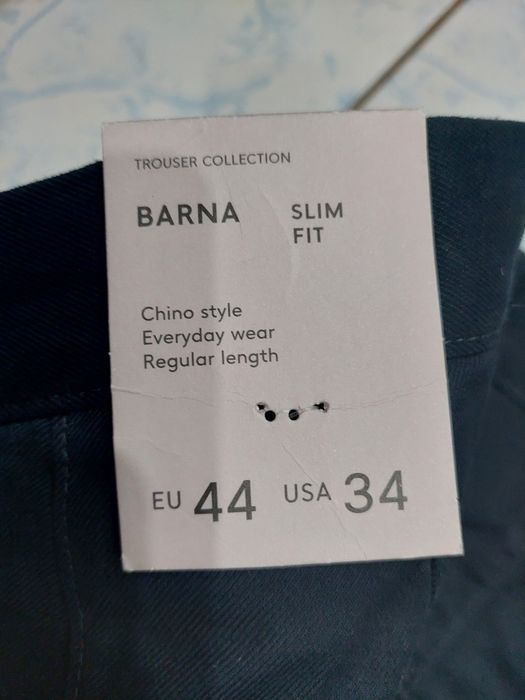 TROUSER COLLECTION
BARNA
SLIM
FIT
Chino style
Everyday wear
Regular length
EU 44 USA 34